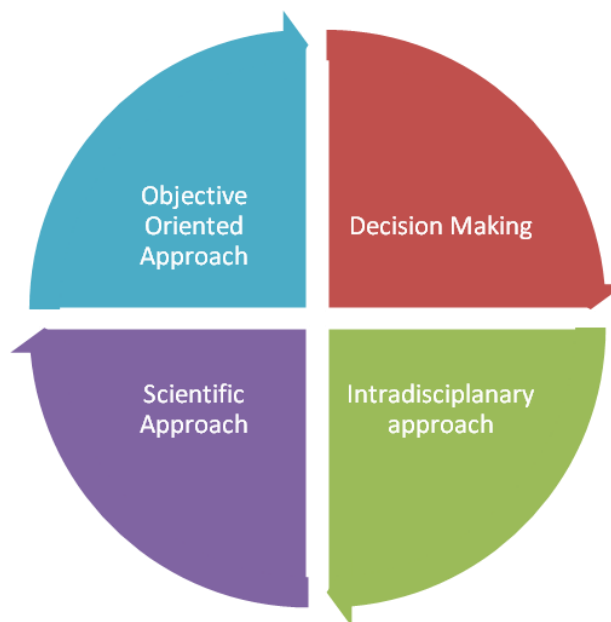 Objective
Oriented
Approach
Decision Making
Scientific
Approach
Intradisciplanary
approach